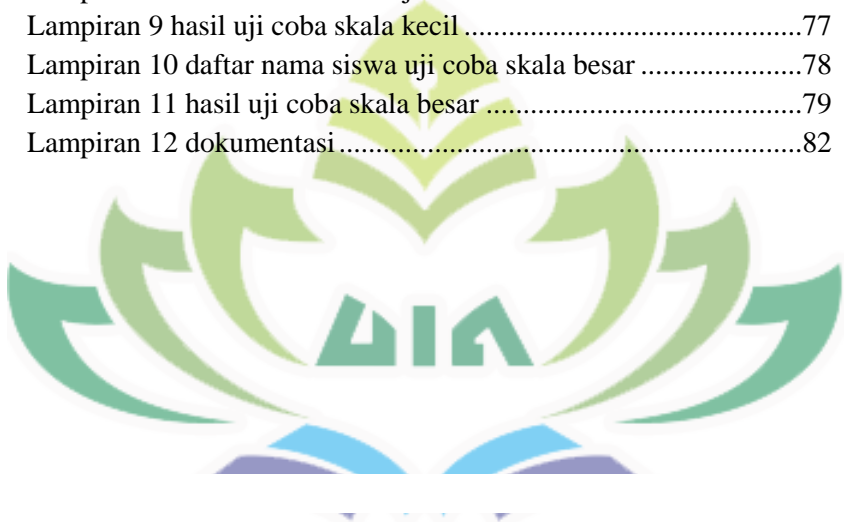 Lampiran 9 hasil uji coba skala kecil ................................................77
Lampiran 10 daftar nama siswa uji coba skala besar .......................78
Lampiran 11 hasil uji coba skala besar .............................................79
Lampiran 12 dokumentasi..................................................................82
UIN